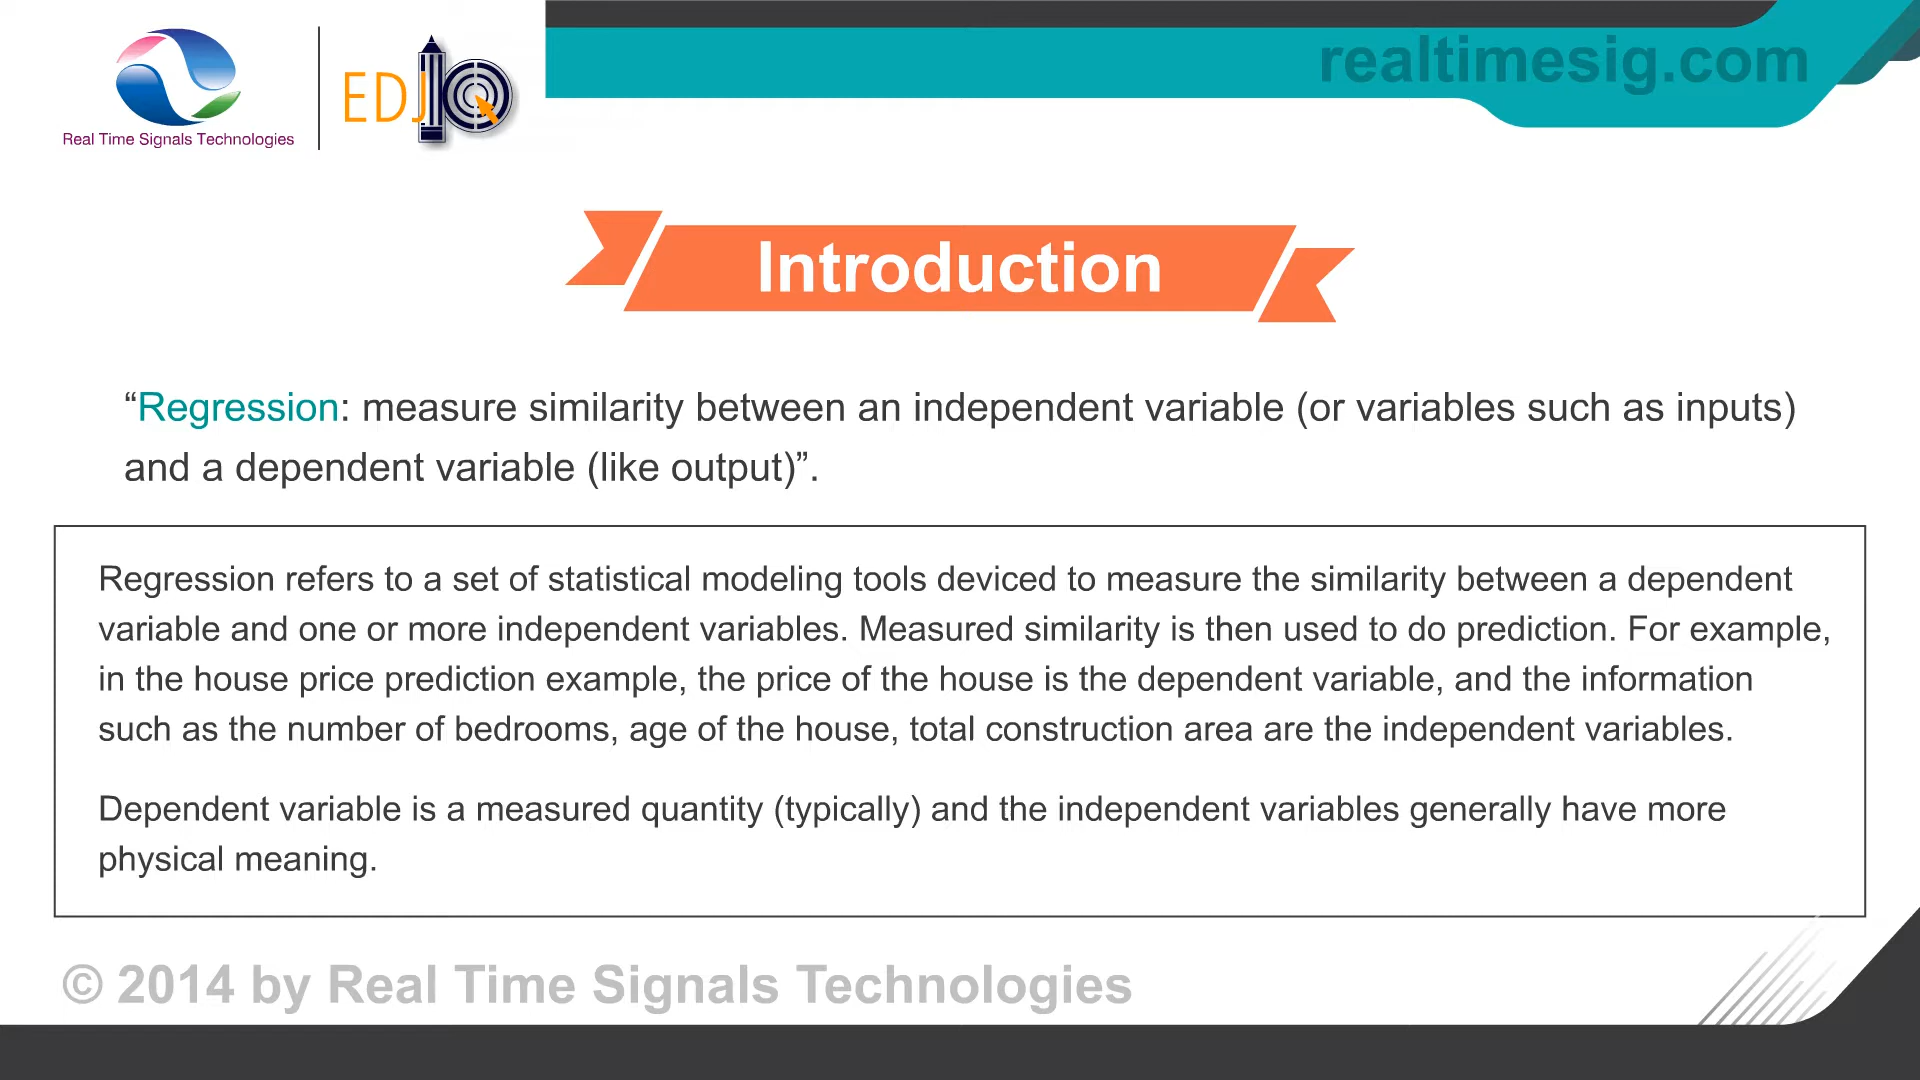 realtimesig.com
Real Time Signals Technologies
EDJIQ
Introduction
“Regression: measure similarity between an independent variable (or variables such as inputs)
and a dependent variable (like output)”.
Regression refers to a set of statistical modeling tools deviced to measure the similarity between a dependent
variable and one or more independent variables. Measured similarity is then used to do prediction. For example,
in the house price prediction example, the price of the house is the dependent variable, and the information
such as the number of bedrooms, age of the house, total construction area are the independent variables.
Dependent variable is a measured quantity (typically) and the independent variables generally have more
physical meaning.
© 2014 by Real Time Signals Technologies